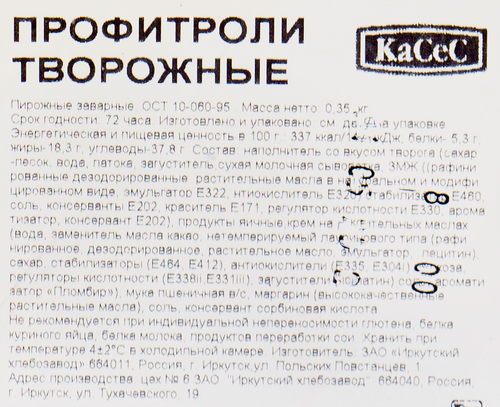 ПРОФИТРОЛИ
ТВОРОЖНЫЕ
КаСеС
Пирожные заварные ОСТ 10-060-95 Масса нетто 0,35 кг
Срок годности: 72 часа Изготовлено и упаковано см на упаковке
Энергетическая и пищевая ценность в 100 г. 337 ккал/ кДж, белки- 5,3 г,
жиры-18,3 г, углеводы-37,8 г Состав наполнитель со вкусом творога (сахар
-песок, вода, патока, загуститель сухая молочная сыворотка, ЗМЖ ((рафини
рованные дезодорированные растительные масла в и модифи
цированном виде, эмульгатор Е322, Е460,
соль, консерванты Е202, краситель Е171, регулятор кислотности Е330, арома
тизатор, консервант Е202), продукты яичные,крем на растительных маслах
(вода, заменитель масла какао, нетемперируемый типа (рафи
нированное, дезодорированное, растительное масло, эмульгатор, лецитин),
сахар, стабилизаторы (Е464, Е412), антиокислители (Е335, Е304i)
регуляторы кислотности (Е338ii,Е331iii), соль, аромати
затор «Пломбир»), мука пшеничная в/с, маргарин (высококачественные
растительные масла), соль, консервант сорбиновая кислота
Не рекомендуется при индивидуальной непереносимости глютена, белка
куриного яйца, белка молока, продуктов переработки сои Хранить при
температуре 4±2°С в холодильной камере. Изготовитель ЗАО «Иркутский
хлебозавод» 664011, Россия, г. Иркутск,ул. Польских Повстанцев, 1
Адрес производства цех № 6 ЗАО "Иркутский хлебозавод" 664040, Россия,
г. Иркутск, ул. Тухачевского, 19